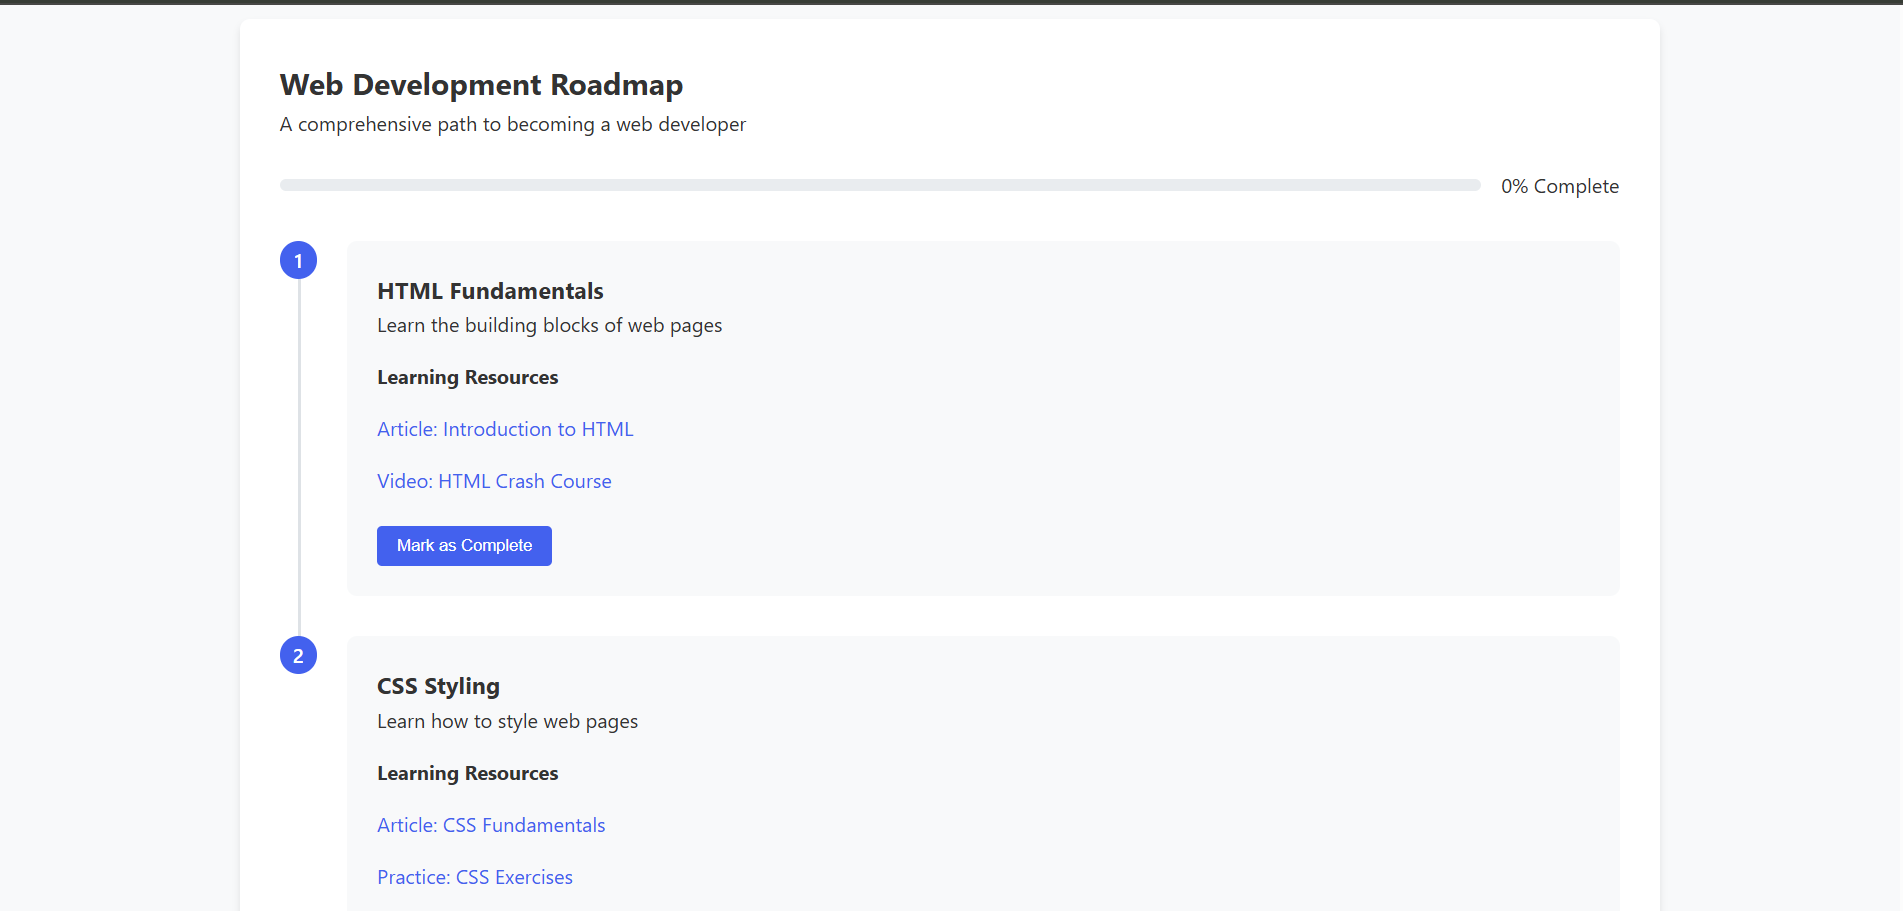 Web Development Roadmap
A comprehensive path to becoming a web developer
0% Complete
1
HTML Fundamentals
Learn the building blocks of web pages
Learning Resources
Article: Introduction to HTML
Video: HTML Crash Course
Mark as Complete
2
CSS Styling
Learn how to style web pages
Learning Resources
Article: CSS Fundamentals
Practice: CSS Exercises